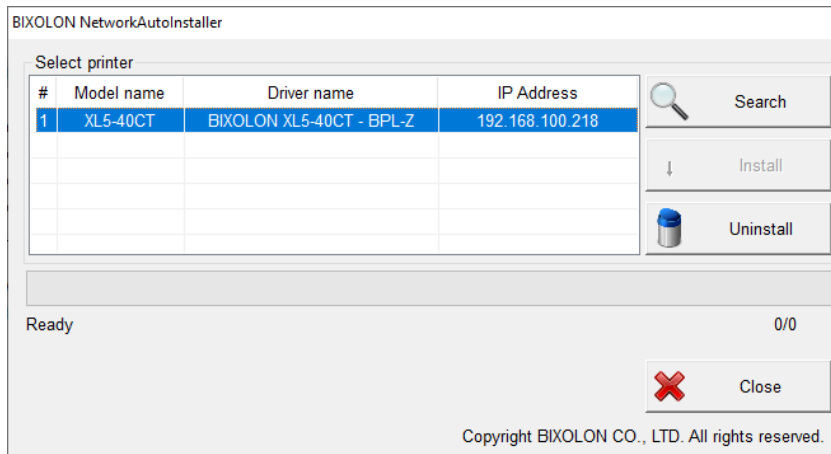 BIXOLON NetworkAutoInstaller
Select printer
# Model name Driver name IP Address
1 XL5-40CT BIXOLON XL5-40CT - BPL-Z 192.168.100.218
Search
Install
Uninstall
Ready 0/0
Close
Copyright BIXOLON CO., LTD. All rights reserved.